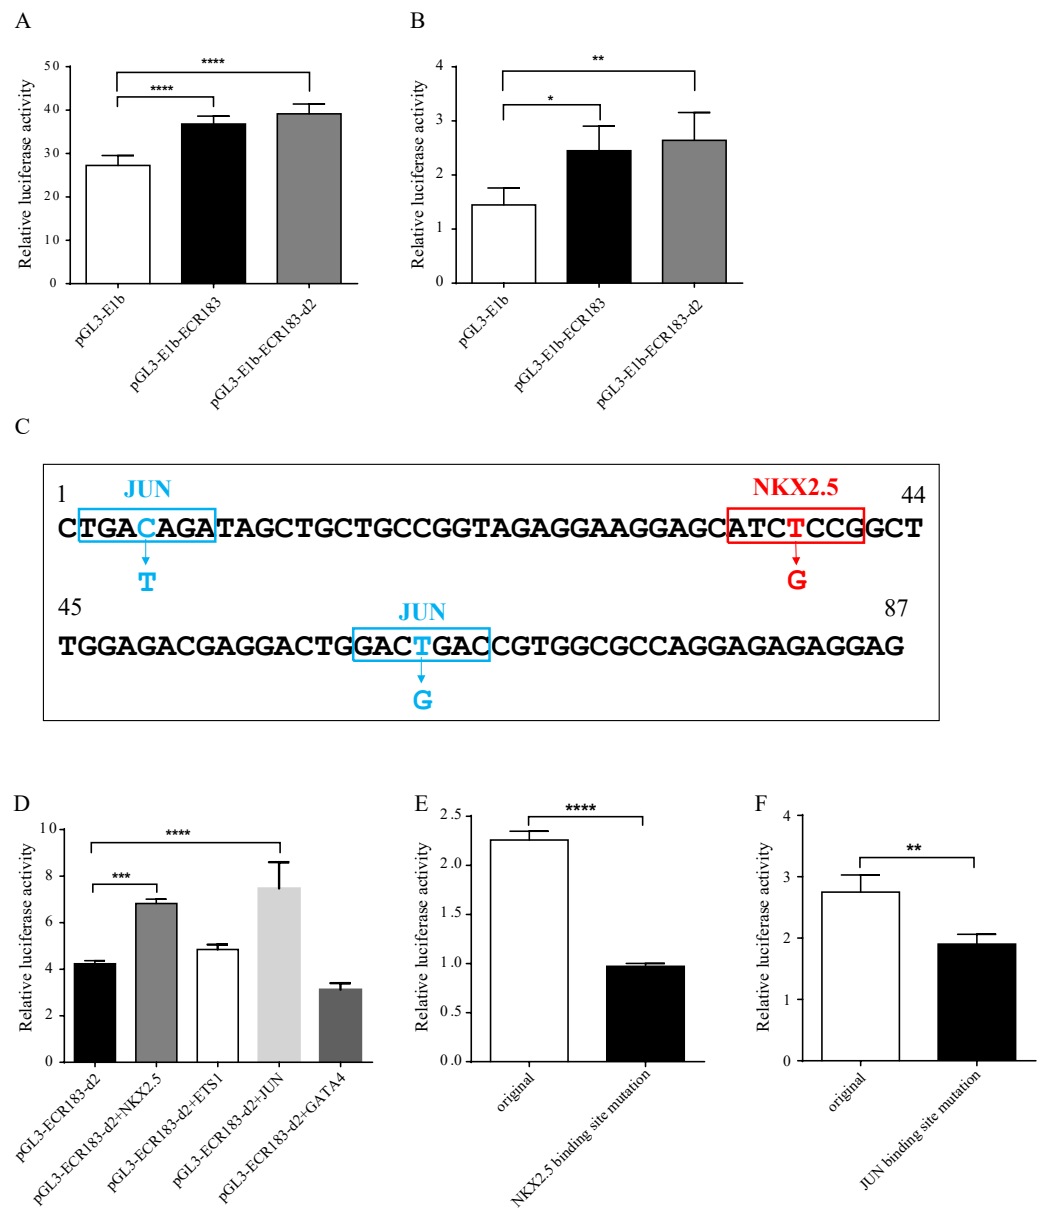 A
B
Relative luciferase activity
50
40
30
20
10
0
****
****
pGL3-E1b
pGL3-E1b-ECR183
pGL3-E1b-ECR183-d2
Relative luciferase activity
4
3
2
1
0
**
*
pGL3-E1b
pGL3-E1b-ECR183
pGL3-E1b-ECR183-d2
C
1 JUN NKX2.5 44
CTGACAGATAGCTGCTGCCGGTAGAGGAAGGAGCATCTCCGGCT
T G
45 JUN 87
TGGAGACGAGGACTGGACTGACCGTGGCGCCAGGAGAGAGGAG
G
D
E
F
Relative luciferase activity
10
8
6
4
2
0
****
***
pGL3-ECR183-d2
pGL3-ECR183-d2+NKX2.5
pGL3-ECR183-d2+ETS1
pGL3-ECR183-d2+JUN
pGL3-ECR183-d2+GATA4
Relative luciferase activity
2.5
2.0
1.5
1.0
0.5
0.0
****
original
NKX2.5 binding site mutation
Relative luciferase activity
4
3
2
1
0
**
original
JUN binding site mutation